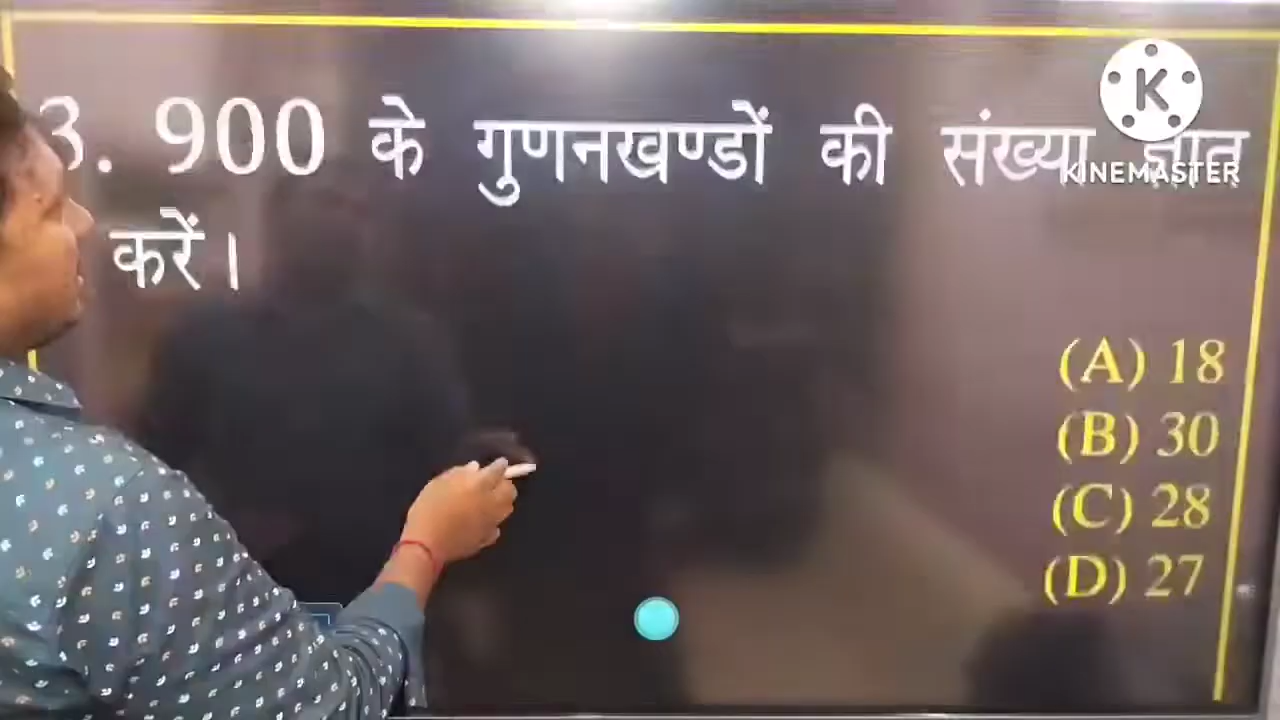 3. 900 के गुणनखण्डों की संख्या ज्ञात
करें।
(A) 18
(B) 30
(C) 28
(D) 27
K
KINEMASTER